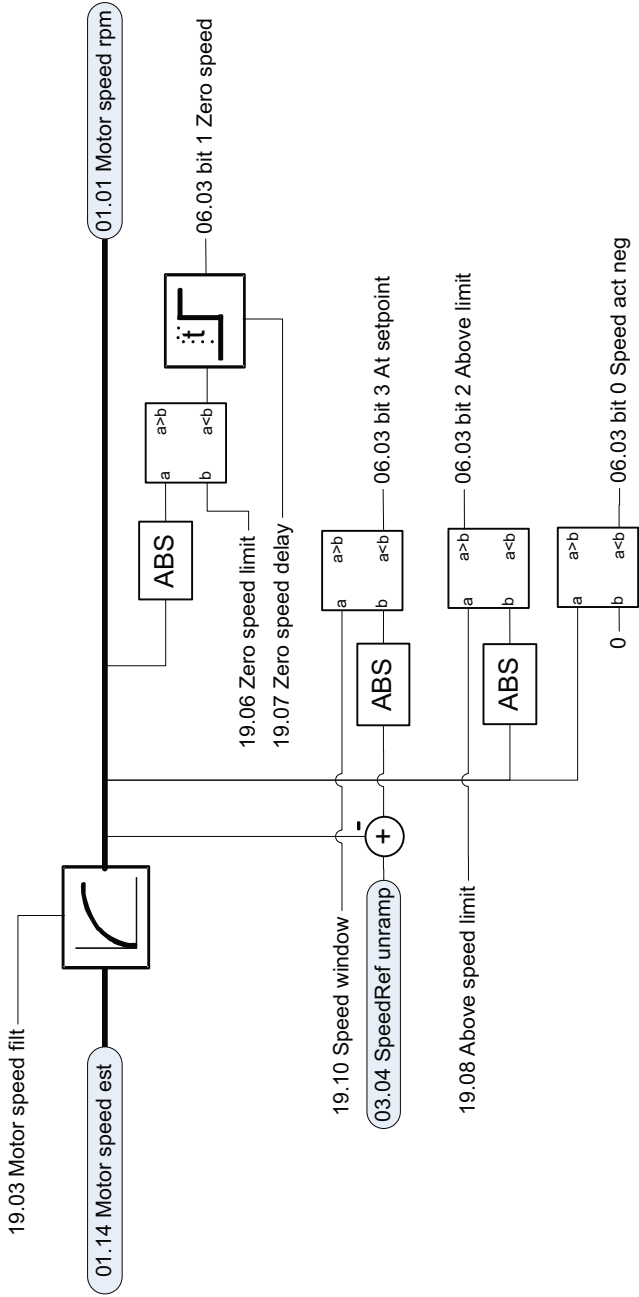 19.03 Motor speed filt
01.14 Motor speed est
01.01 Motor speed rpm
ABS
a
b
a>b
a<b
t
06.03 bit 1 Zero speed
19.06 Zero speed limit
19.07 Zero speed delay
19.10 Speed window
03.04 SpeedRef unramp
-
+
ABS
a
b
a>b
a<b
06.03 bit 3 At setpoint
19.08 Above speed limit
ABS
a
b
a>b
a<b
06.03 bit 2 Above limit
0
a
b
a>b
a<b
06.03 bit 0 Speed act neg